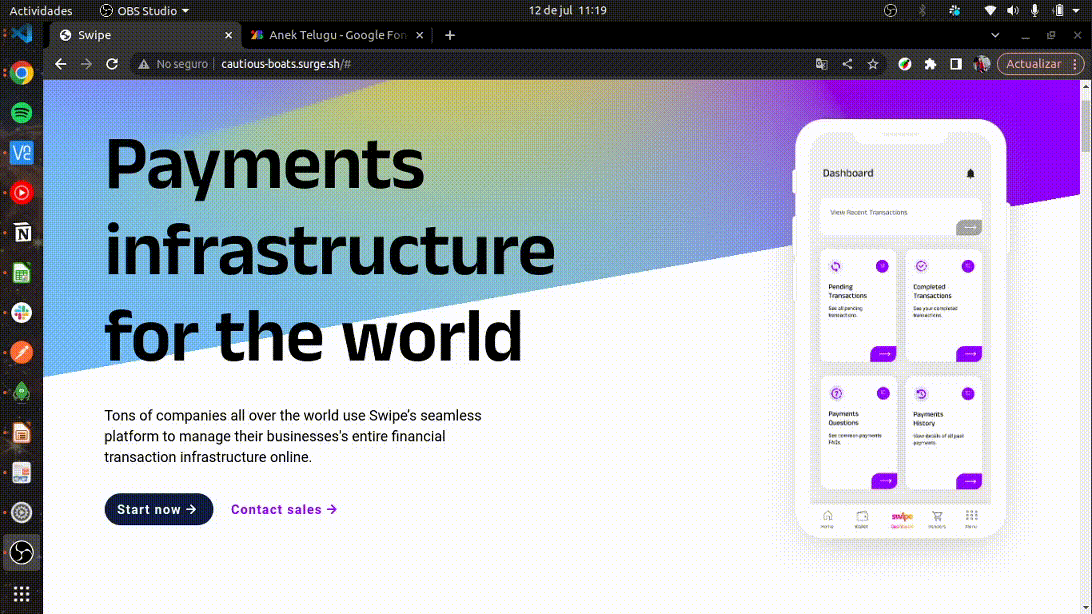 Actividades
OBS Studio
12 de jul 11:19
Swipe
Anek Telugu - Google Fon
No seguro
cautious-boats.surge.sh/#
Actualizar
Payments
infrastructure
for the world
Tons of companies all over the world use Swipe's seamless
platform to manage their businesses's entire financial
transaction infrastructure online.
Start now →
Contact sales →
Dashboard
View Recent Transactions
Pending
Transactions
See all pending
transactions.
Completed
Transactions
See your completed
transactions.
Payments
Questions
See common payments
FAQs
Payments
History
View details of all past
payments
Home
Wallet
swipe
Dashboard
Menu